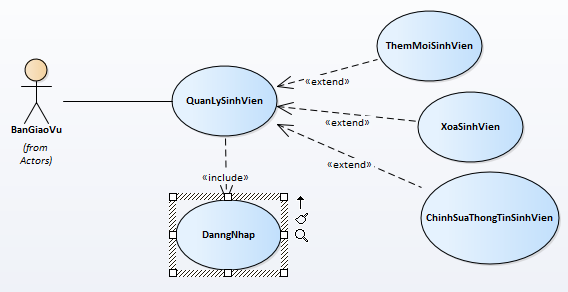 ThemMoiSinhVien
«extend»
QuanLySinhVien
BanGiaoVu
(from
Actors)
«extend»
XoaSinhVien
«extend»
«include»
ChinhSuaThongTinSinhVien
DanngNhap